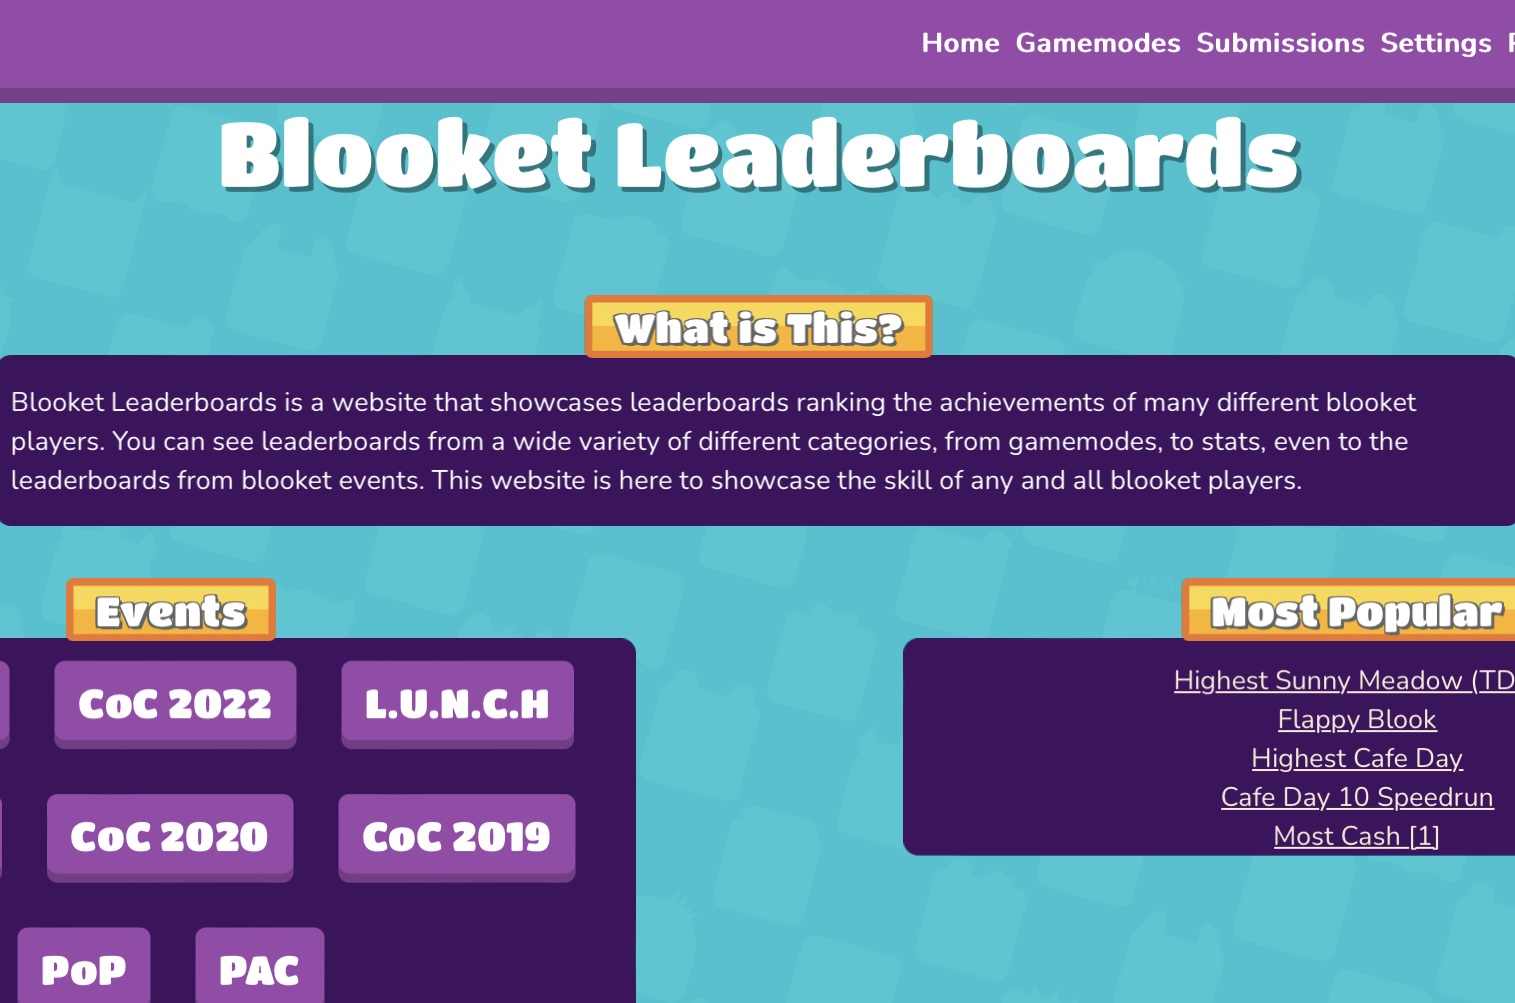 Home Gamemodes Submissions Settings
Blooket Leaderboards
What is This?
Blooket Leaderboards is a website that showcases leaderboards ranking the achievements of many different blooket
players. You can see leaderboards from a wide variety of different categories, from gamemodes, to stats, even to the
leaderboards from blooket events. This website is here to showcase the skill of any and all blooket players.
Events
CoC 2022
L.U.N.C.H
CoC 2020
CoC 2019
PoP
PAC
Most Popular
Highest Sunny Meadow (TD
Flappy Blook
Highest Cafe Day
Cafe Day 10 Speedrun
Most Cash [1]